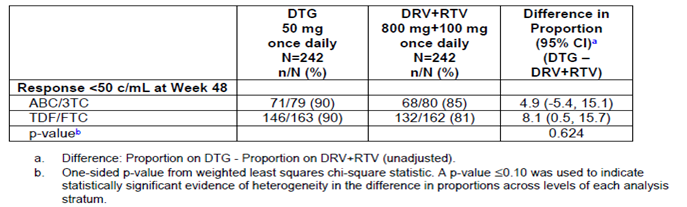 DTG
50 mg
once daily
N=242
n/N (%)
DRV+RTV
800 mg+100 mg
once daily
N=242
n/N (%)
Difference in
Proportion
(95% CI)a
(DTG –
DRV+RTV)
Response <50 c/mL at Week 48
ABC/3TC 71/79 (90) 68/80 (85) 4.9 (-5.4, 15.1)
TDF/FTC 146/163 (90) 132/162 (81) 8.1 (0.5, 15.7)
p-valueb 0.624
a. Difference: Proportion on DTG - Proportion on DRV+RTV (unadjusted).
b. One-sided p-value from weighted least squares chi-square statistic. A p-value ≤0.10 was used to indicate
statistically significant evidence of heterogeneity in the difference in proportions across levels of each analysis
stratum.